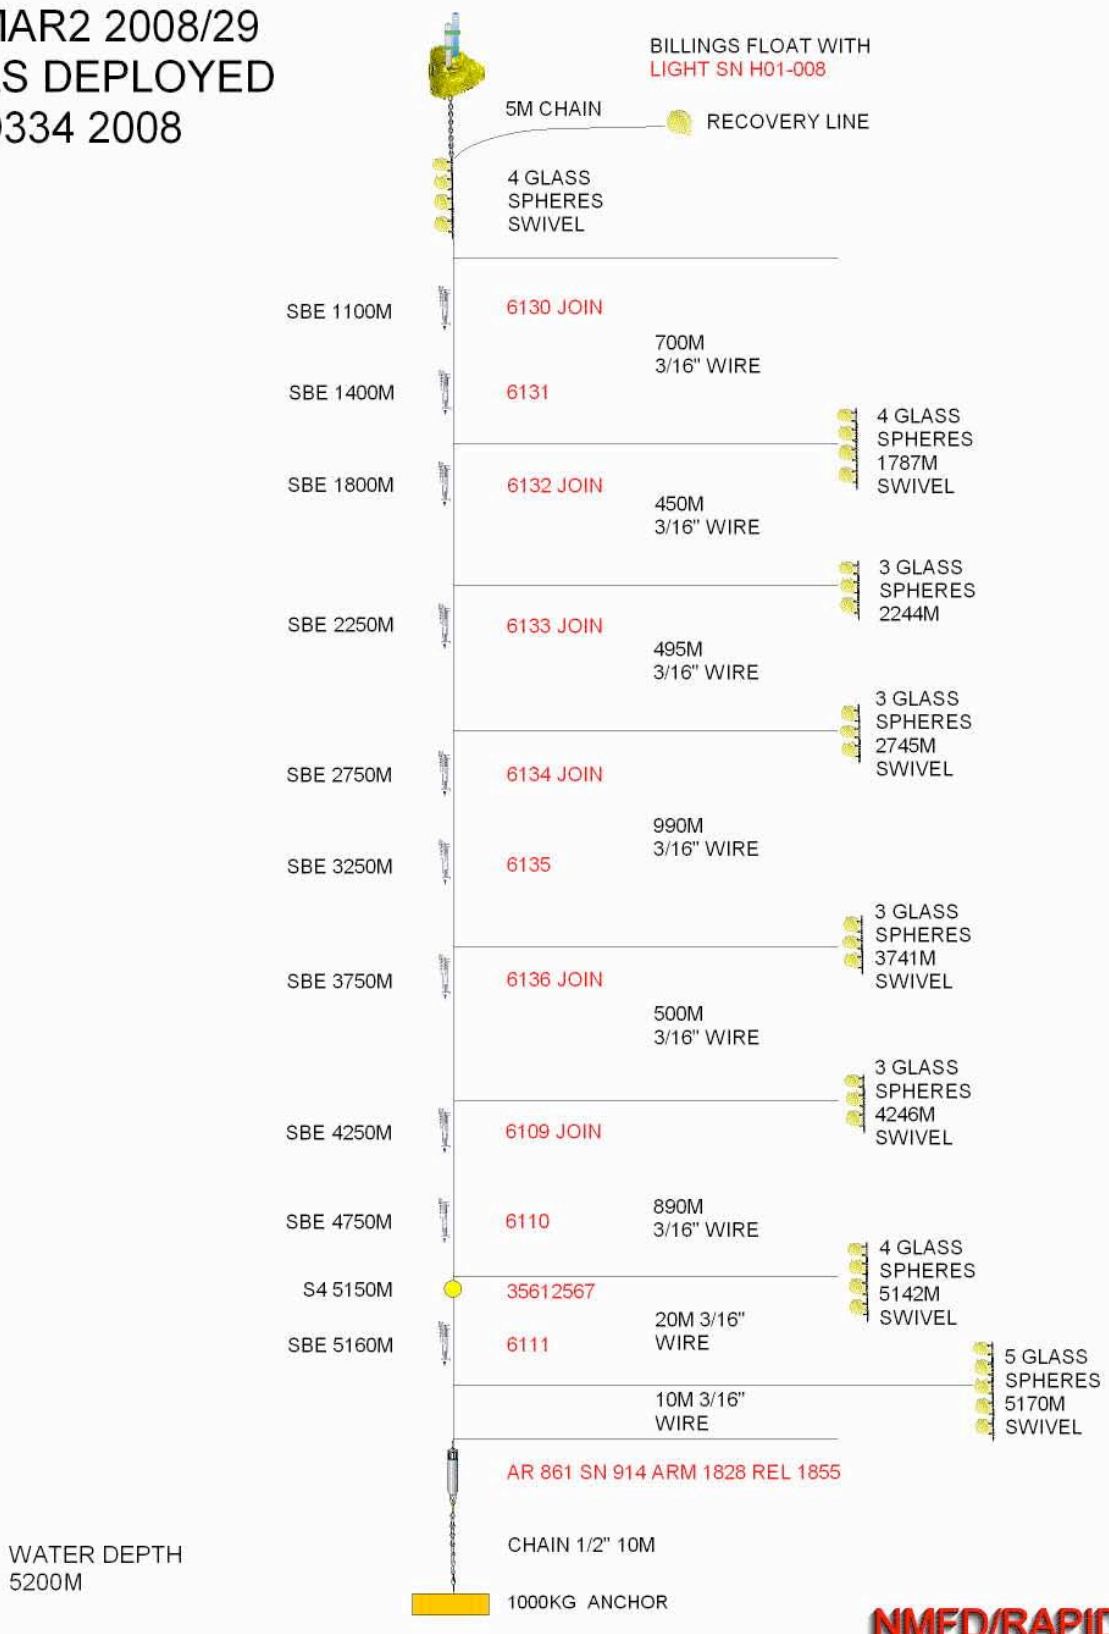 MAR2 2008/29
AS DEPLOYED
D334 2008
BILLINGS FLOAT WITH
LIGHT SN H01-008
5M CHAIN
RECOVERY LINE
4 GLASS
SPHERES
SWIVEL
SBE 1100M
6130 JOIN
700M
3/16" WIRE
SBE 1400M
6131
4 GLASS
SPHERES
1787M
SWIVEL
SBE 1800M
6132 JOIN
450M
3/16" WIRE
3 GLASS
SPHERES
2244M
SBE 2250M
6133 JOIN
495M
3/16" WIRE
3 GLASS
SPHERES
2745M
SWIVEL
SBE 2750M
6134 JOIN
990M
3/16" WIRE
SBE 3250M
6135
3 GLASS
SPHERES
3741M
SWIVEL
SBE 3750M
6136 JOIN
500M
3/16" WIRE
3 GLASS
SPHERES
4246M
SWIVEL
SBE 4250M
6109 JOIN
SBE 4750M
6110
890M
3/16" WIRE
4 GLASS
SPHERES
5142M
SWIVEL
S4 5150M
35612567
20M 3/16"
WIRE
SBE 5160M
6111
5 GLASS
SPHERES
5170M
SWIVEL
10M 3/16"
WIRE
AR 861 SN 914 ARM 1828 REL 1855
CHAIN 1/2" 10M
WATER DEPTH
5200M
1000KG ANCHOR
NMFD/RAPID